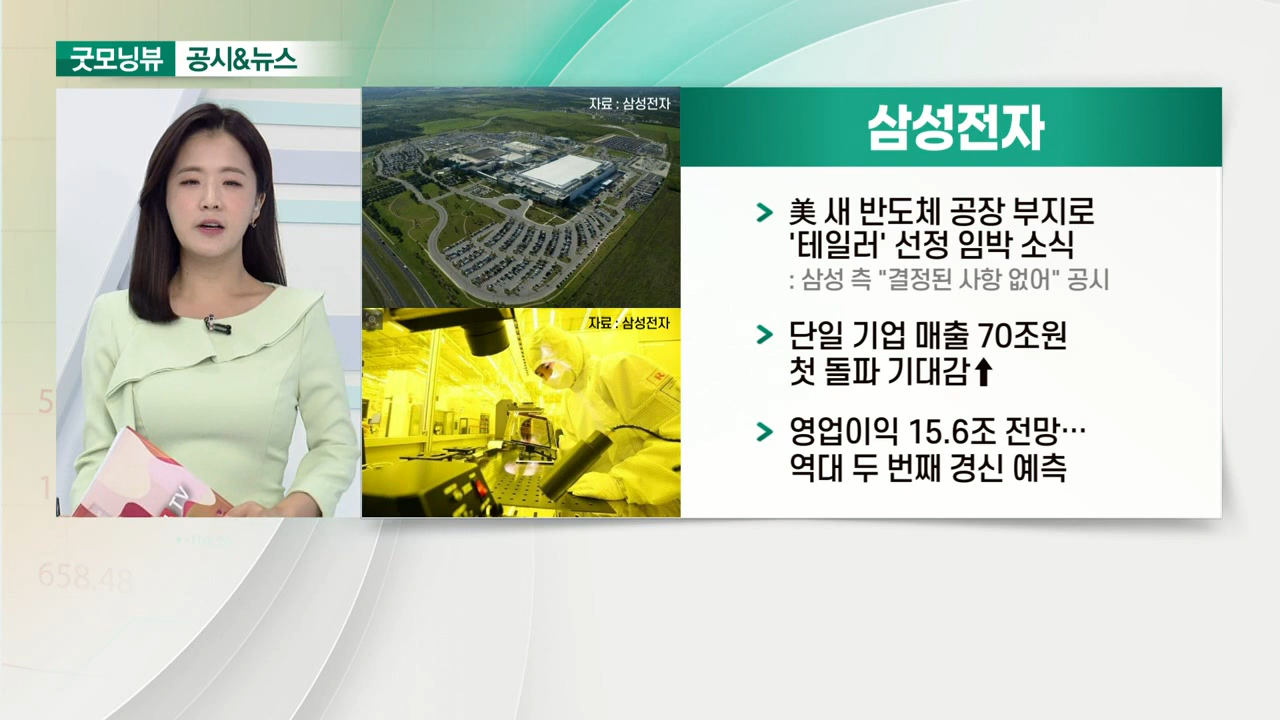 굿모닝뷰 공시&뉴스
자료 : 삼성전자
삼성전자
美 새 반도체 공장 부지로
'테일러' 선정 임박 소식
: 삼성 측 "결정된 사항 없어" 공시
자료 : 삼성전자
단일 기업 매출 70조원
첫 돌파 기대감⬆
영업이익 15.6조 전망…
역대 두 번째 경신 예측
TV
658.48